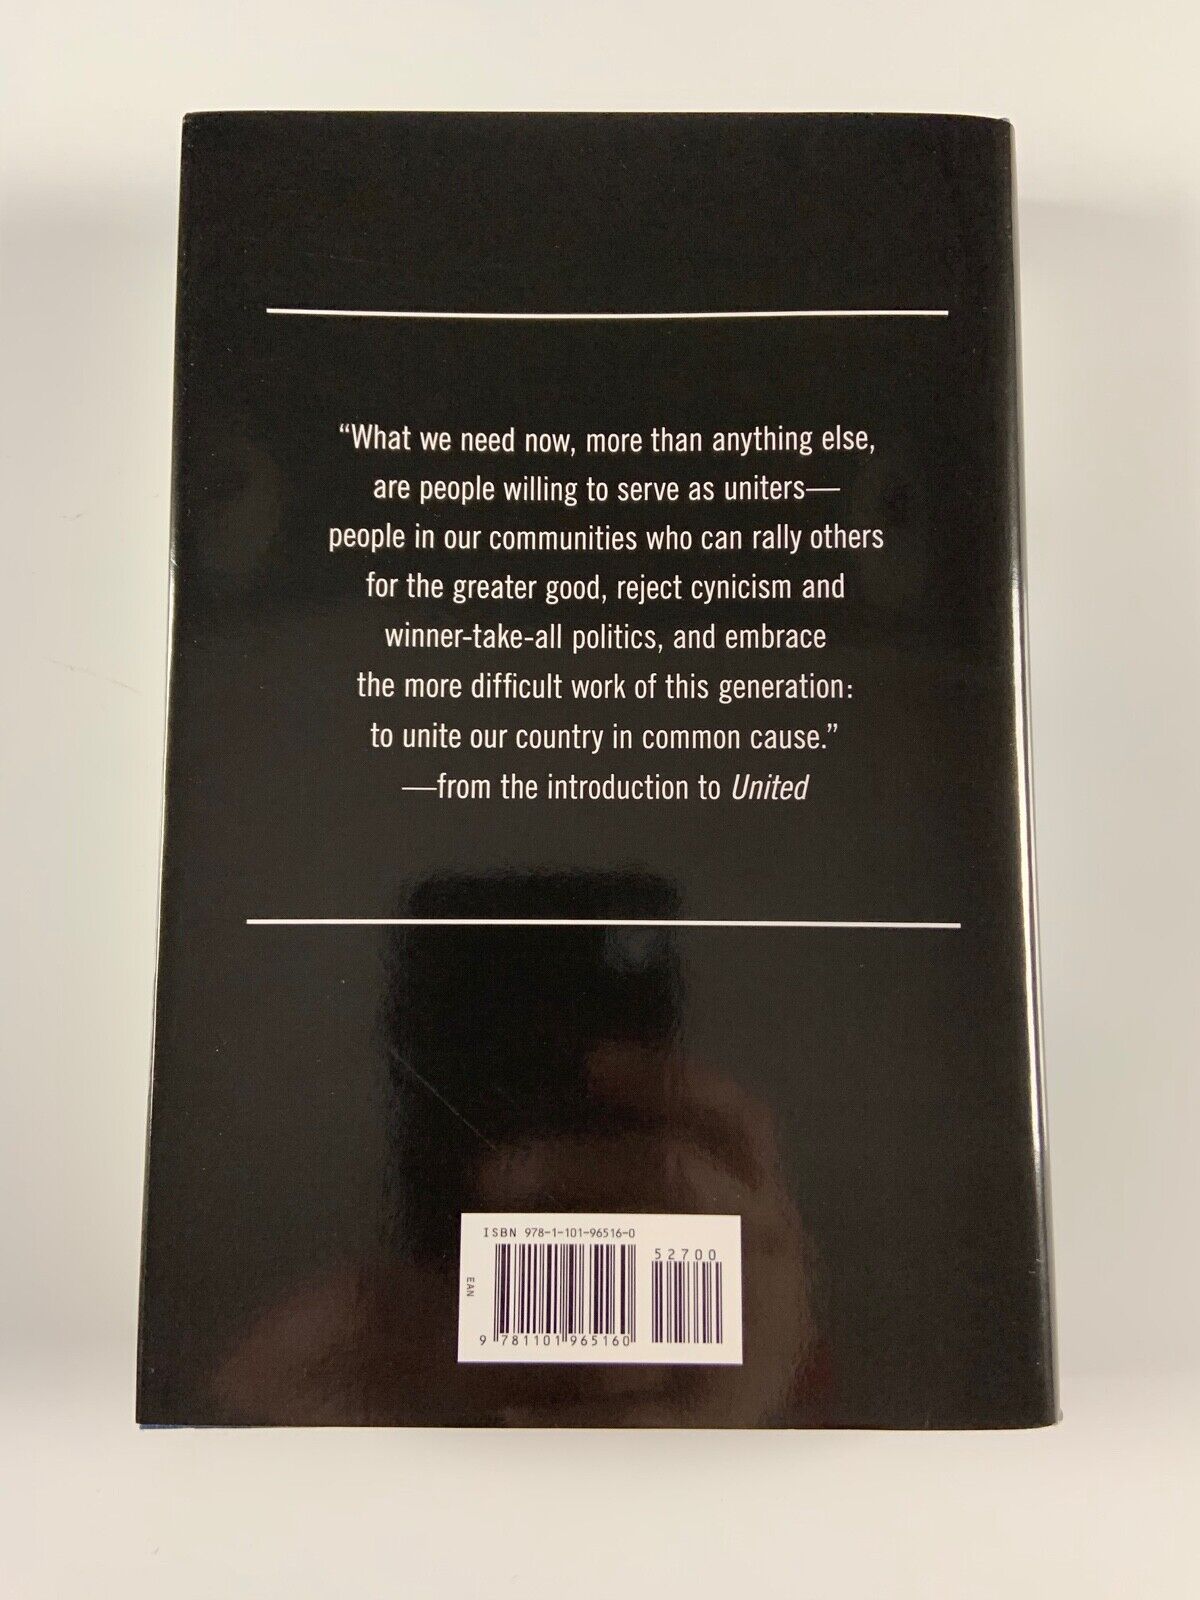 “What we need now, more than anything else,
are people willing to serve as uniters—
people in our communities who can rally others
for the greater good, reject cynicism and
winner-take-all politics, and embrace
the more difficult work of this generation:
to unite our country in common cause.”
—from the introduction to United
ISBN 978-1-101-96516-0
52700
EAN
9 781101 965160